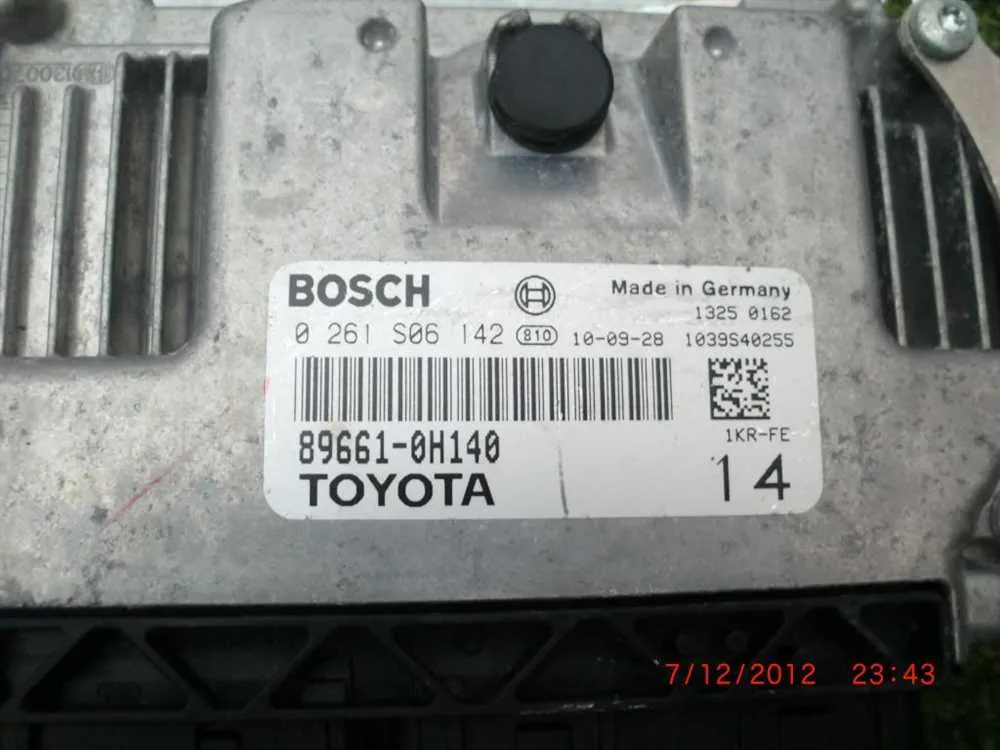 BOSCH Made in Germany
1325 0162
0 261 S06 142 810 10-09-28 1039S40255
1KR-FE
89661-0H140
TOYOTA 14
7/12/2012 23:43